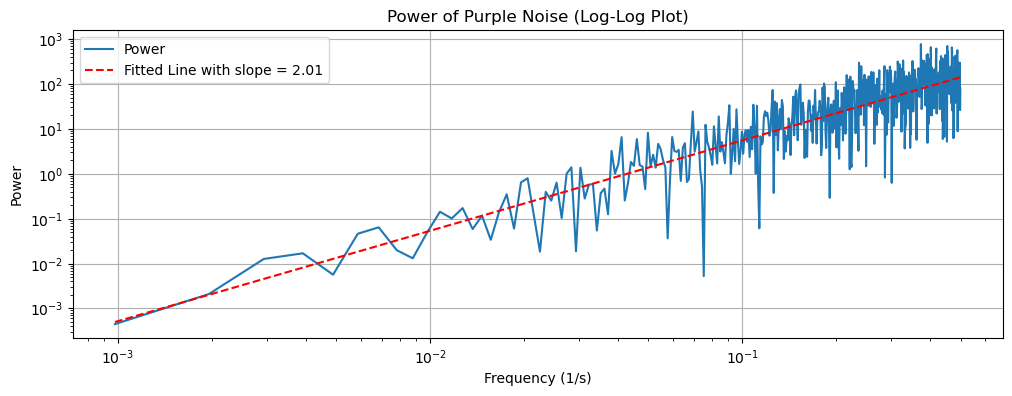 Power of Purple Noise (Log-Log Plot)
Power
Fitted Line with slope = 2.01
10³
10²
10¹
10⁰
10⁻¹
10⁻²
10⁻³
Power
10⁻³ 10⁻² 10⁻¹
Frequency (1/s)